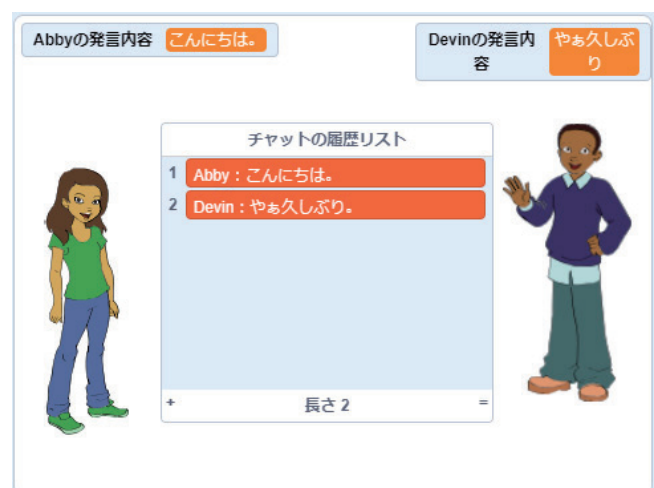 Abbyの発言内容 こんにちは。
Devinの発言内
容
やぁ久しぶ
り
チャットの履歴リスト
1 Abby：こんにちは。
2 Devin：やぁ久しぶり。
+ 長さ 2 =